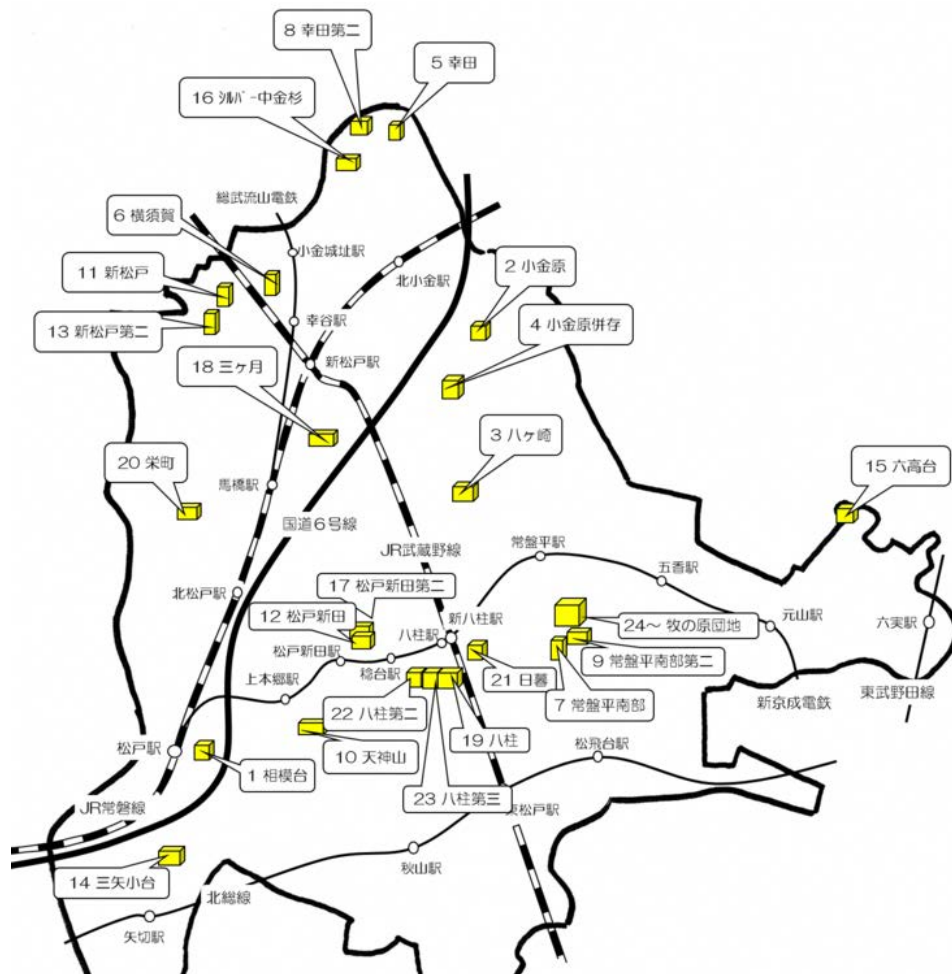 8 幸田第二
5 幸田
16 ｼﾙﾊﾞｰ中金杉
総武流山電鉄
6 横須賀
小金城址駅
11 新松戸
北小金駅
2 小金原
13 新松戸第二
幸谷駅
4 小金原併存
18 三ヶ月
新松戸駅
3 八ヶ崎
20 栄町
15 六高台
馬橋駅
国道6号線
JR武蔵野線
常盤平駅
五香駅
17 松戸新田第二
北松戸駅
12 松戸新田
新八柱駅
元山駅
八柱駅
24～ 牧の原団地
六実駅
松戸新田駅
稔台駅
21 日暮
9 常盤平南部第二
上本郷駅
7 常盤平南部
新京成電鉄
東武野田線
22 八柱第二
19 八柱
松戸駅
10 天神山
松飛台駅
1 相模台
23 八柱第三
JR常磐線
東松戸駅
14 三矢小台
秋山駅
北総線
矢切駅